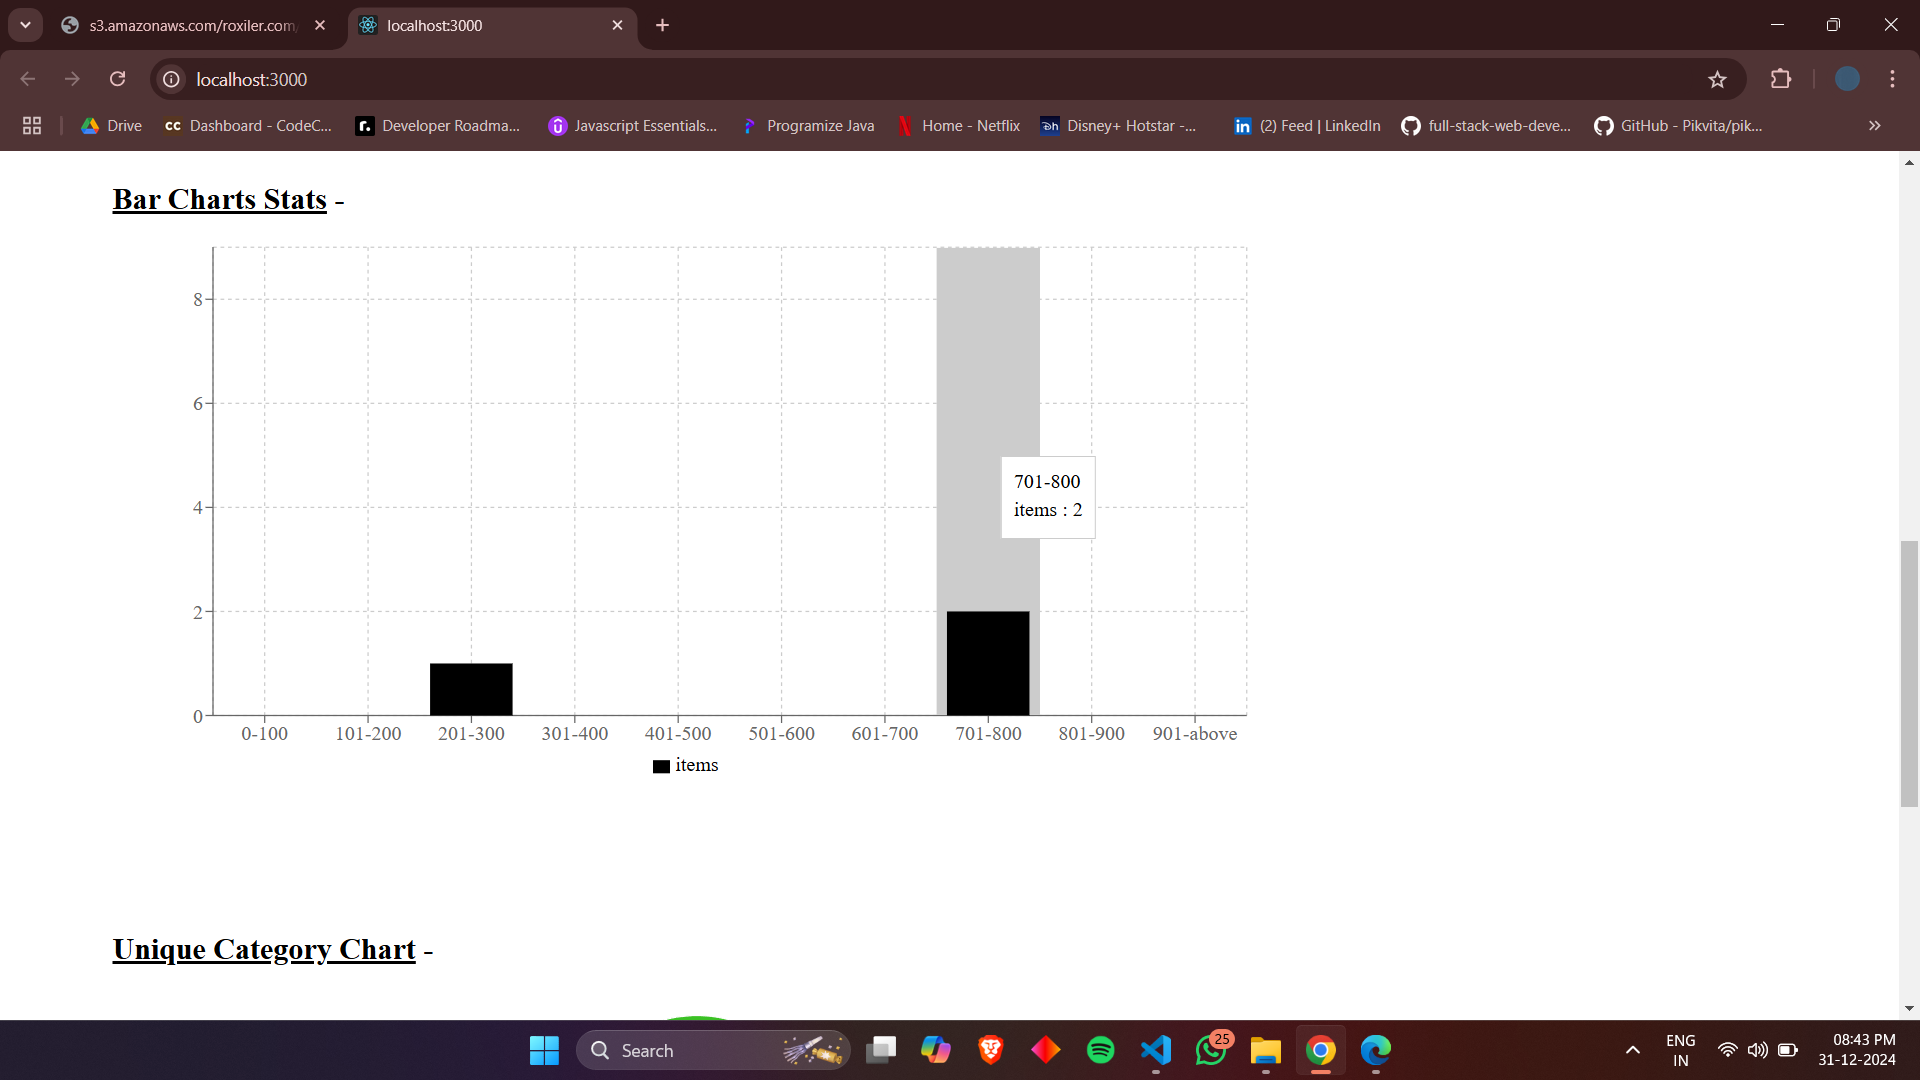 s3.amazonaws.com/roxiler.com/
localhost:3000
localhost:3000
Drive
cc Dashboard - CodeC...
r. Developer Roadma...
Javascript Essentials...
Programize Java
Home - Netflix
Dh Disney+ Hotstar -...
in (2) Feed | LinkedIn
full-stack-web-deve...
GitHub - Pikvita/pik...
Bar Charts Stats -
8
6
4
2
0
701-800
items : 2
0-100 101-200 201-300 301-400 401-500 501-600 601-700 701-800 801-900 901-above
items
Unique Category Chart -
Search
25
ENG
IN
08:43 PM
31-12-2024